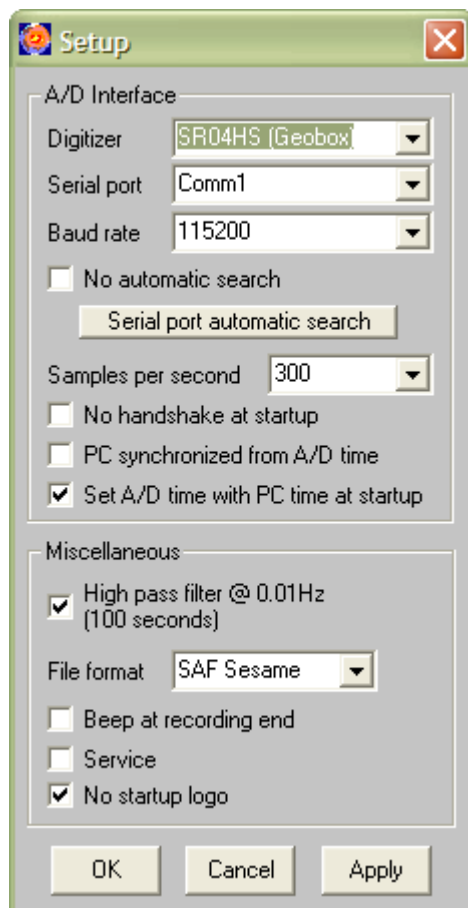 Setup
A/D Interface
Digitizer SR04HS (Geobox)
Serial port Comm1
Baud rate 115200
No automatic search
Serial port automatic search
Samples per second 300
No handshake at startup
PC synchronized from A/D time
Set A/D time with PC time at startup
Miscellaneous
High pass filter @ 0.01Hz
(100 seconds)
File format SAF Sesame
Beep at recording end
Service
No startup logo
OK Cancel Apply